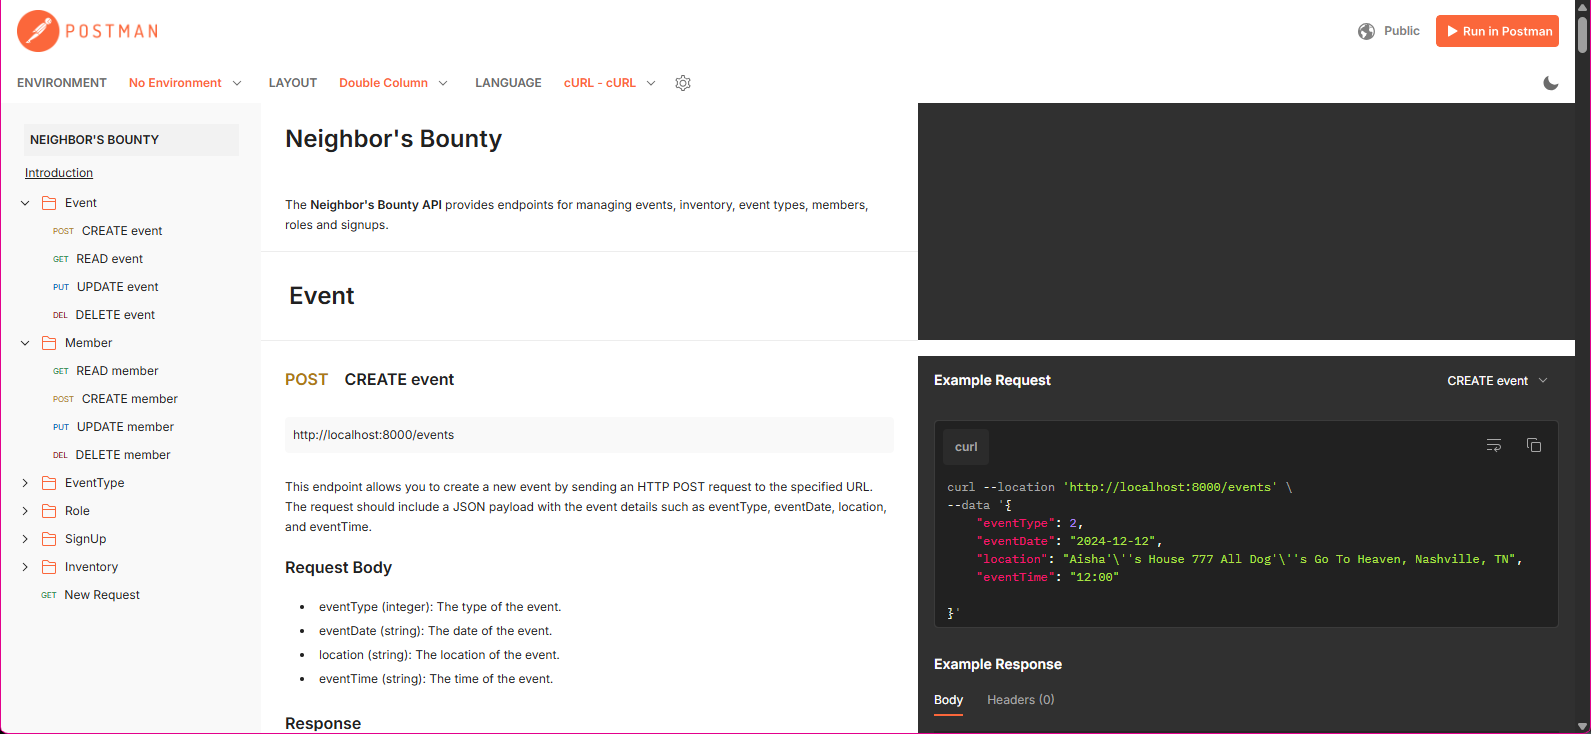 POSTMAN
Public
Run in Postman
ENVIRONMENT No Environment LAYOUT Double Column LANGUAGE cURL - cURL
NEIGHBOR'S BOUNTY
Introduction
Event
POST CREATE event
GET READ event
PUT UPDATE event
DEL DELETE event
Member
GET READ member
POST CREATE member
PUT UPDATE member
DEL DELETE member
EventType
Role
SignUp
Inventory
GET New Request
Neighbor's Bounty
The Neighbor's Bounty API provides endpoints for managing events, inventory, event types, members,
roles and signups.
Event
POST CREATE event
http://localhost:8000/events
This endpoint allows you to create a new event by sending an HTTP POST request to the specified URL.
The request should include a JSON payload with the event details such as eventType, eventDate, location,
and eventTime.
Request Body
• eventType (integer): The type of the event.
• eventDate (string): The date of the event.
• location (string): The location of the event.
• eventTime (string): The time of the event.
Response
Example Request
CREATE event
curl
curl --location 'http://localhost:8000/events' \
--data '{
    "eventType": 2,
    "eventDate": "2024-12-12",
    "location": "Aisha'\''s House 777 All Dog'\''s Go To Heaven, Nashville, TN",
    "eventTime": "12:00"
}'
Example Response
Body Headers (0)